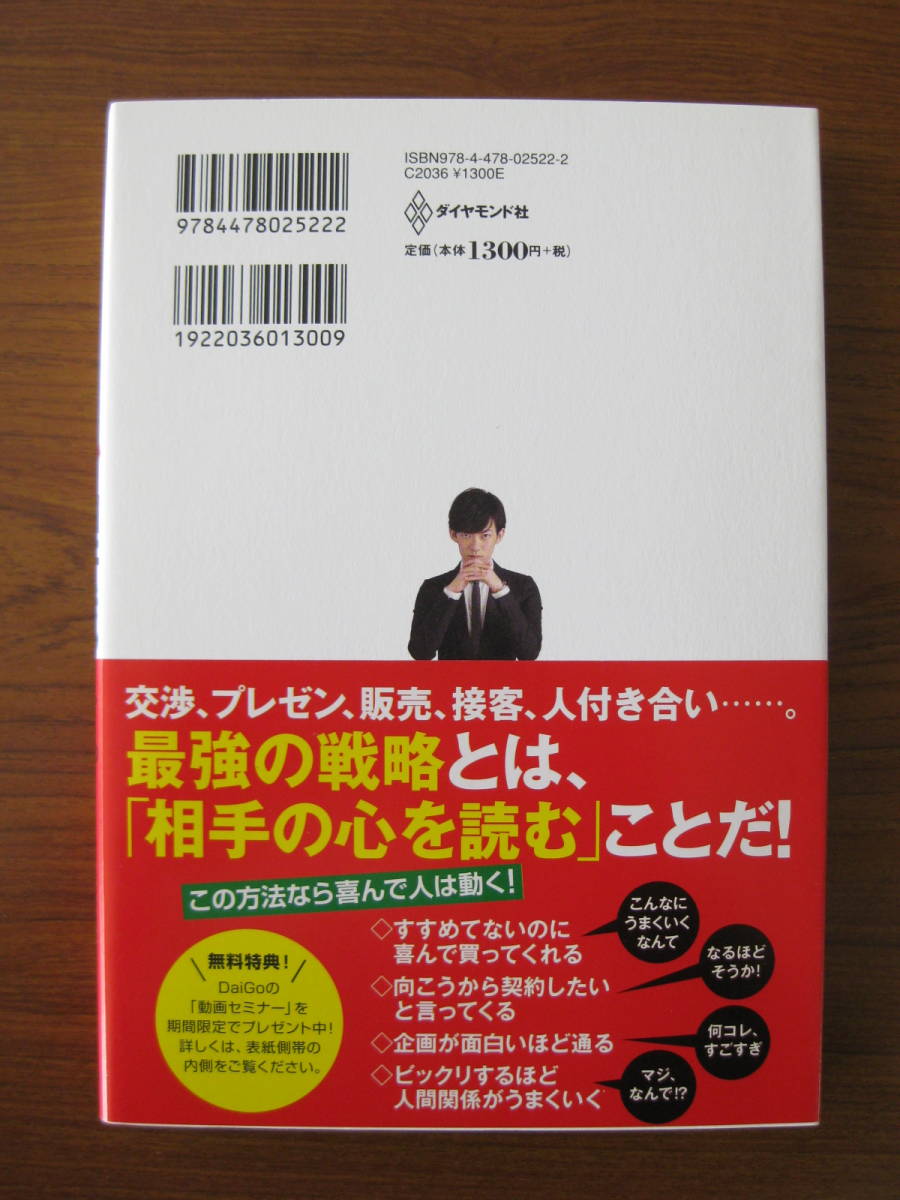 9784478025222
1922036013009
ISBN978-4-478-02522-2
C2036 ¥1300E
ダイヤモンド社
定価(本体1300円+税)
交渉、プレゼン、販売、接客、人付き合い……。
最強の戦略とは、
「相手の心を読む」ことだ!
この方法なら喜んで人は動く!
無料特典!
DaiGoの
「動画セミナー」を
期間限定でプレゼント中!
詳しくは、表紙側帯の
内側をご覧ください。
◇すすめてないのに
喜んで買ってくれる
こんなに
うまくいく
なんて
◇向こうから契約したい
と言ってくる
なるほど
そうか!
◇企画が面白いほど通る
何コレ、
すごすぎ
◇ビックリするほど
人間関係がうまくいく
マジ、
なんで!?